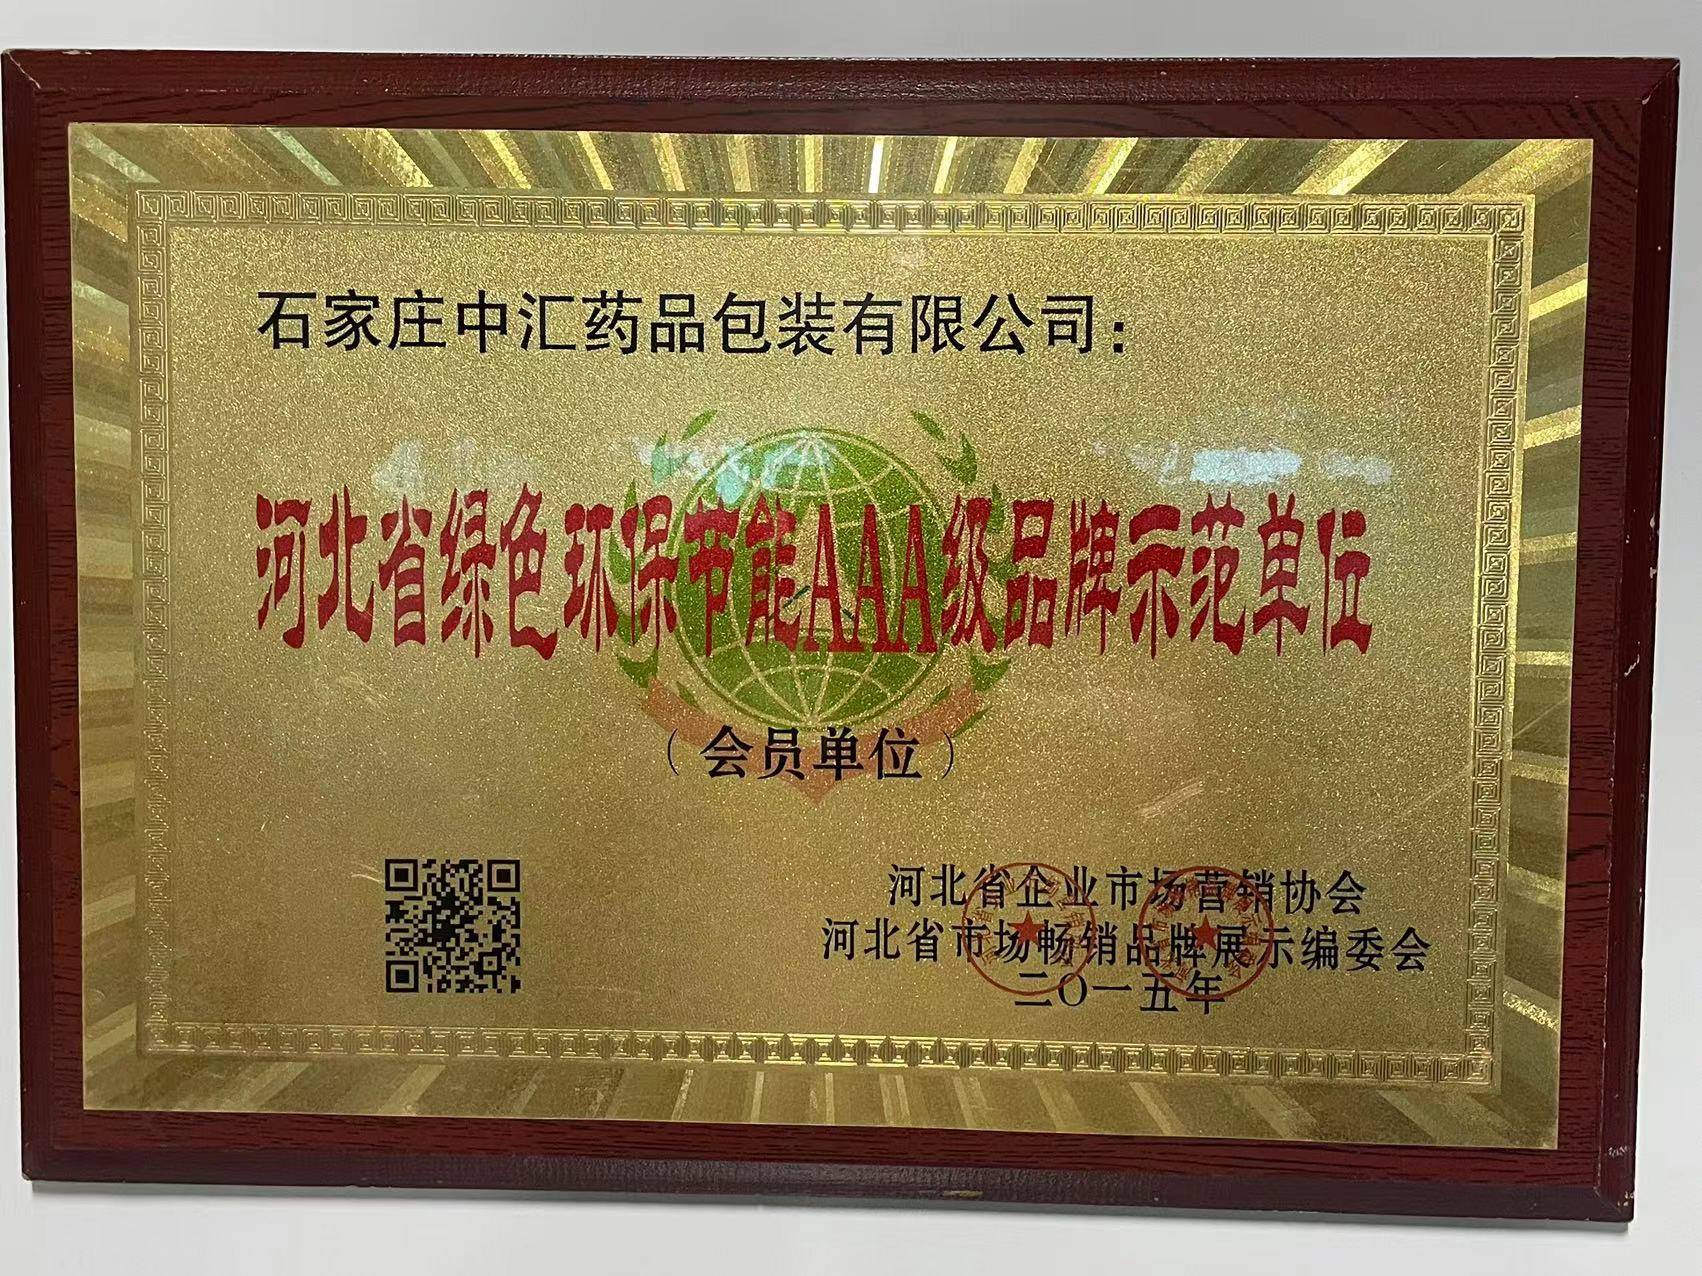 石家庄中汇药品包装有限公司：
河北省绿色环保节能AAA级品牌示范单位
（会员单位）
河北省企业市场营销协会
河北省市场畅销品牌展示编委会
二O一五年